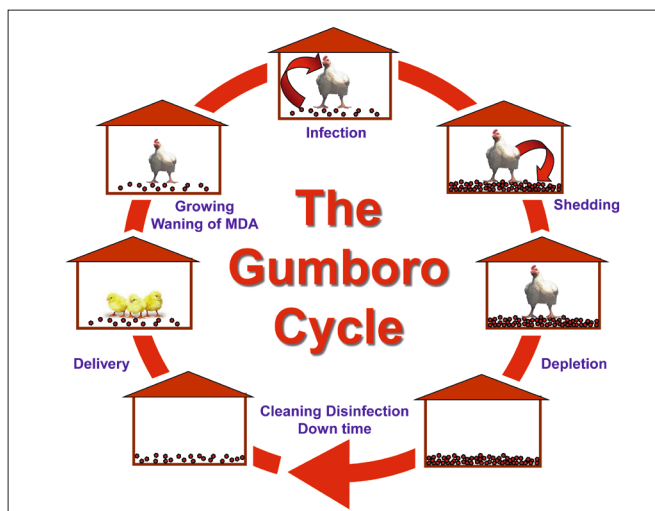 Infection
Growing
Waning of MDA
Shedding
The
Gumboro
Cycle
Delivery
Depletion
Cleaning Disinfection
Down time